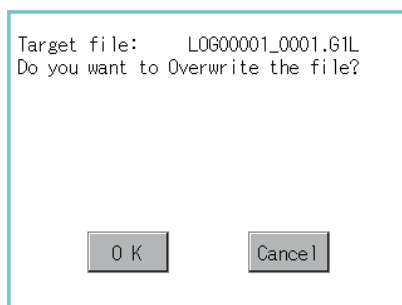 Target file: LOG00001_0001.G1L
Do you want to Overwrite the file?
OK Cancel